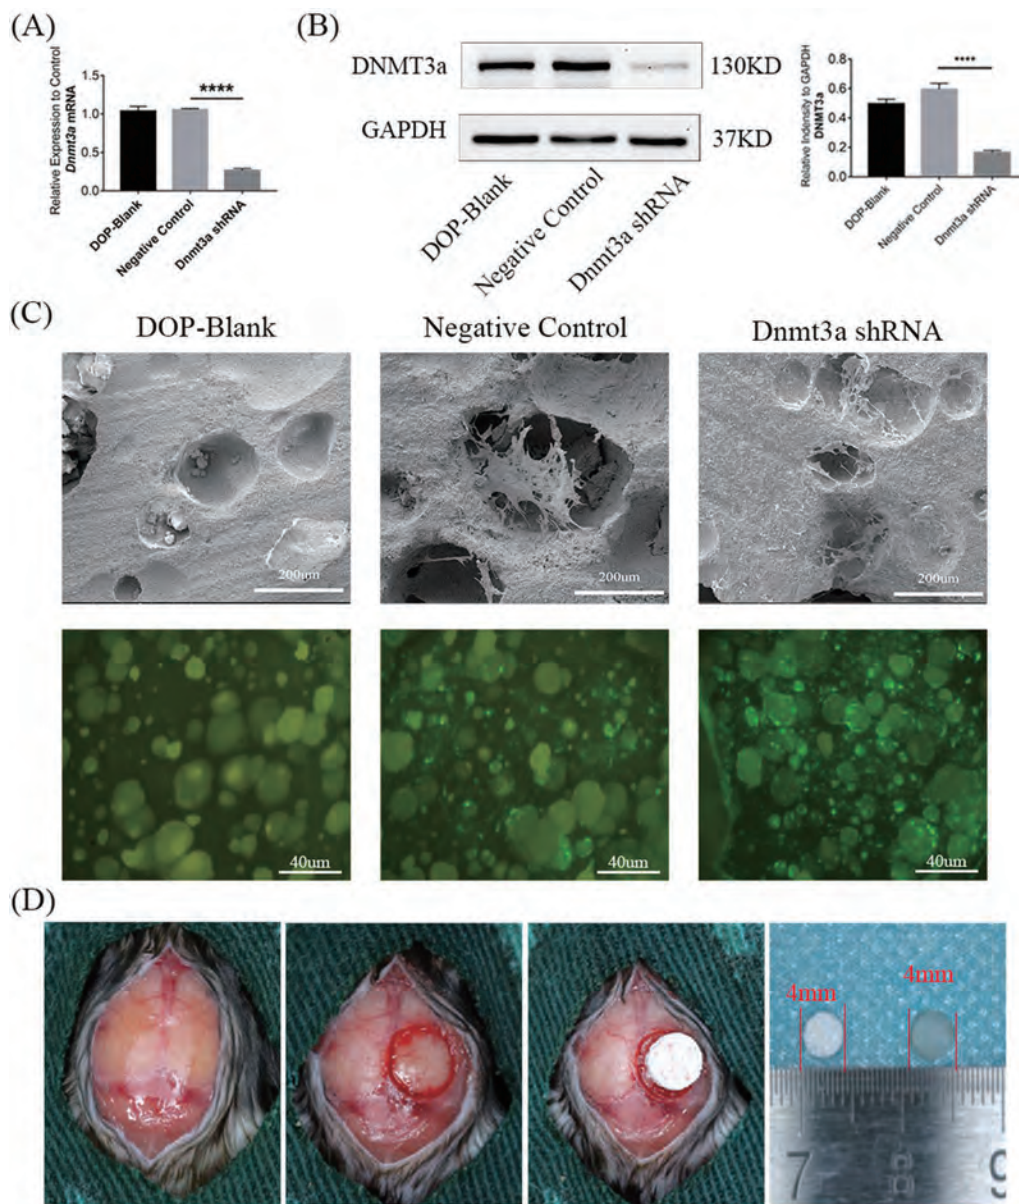 (A)
Relative Expression to Control
Dnmt3a mRNA
1.5
1.0
0.5
0.0
****
DOP-Blank
Negative Control
Dnmt3a shRNA
(B)
DNMT3a
130KD
GAPDH
37KD
DOP-Blank
Negative Control
Dnmt3a shRNA
Relative Indensity to GAPDH
DNMT3a
0.8
0.6
0.4
0.2
0.0
****
DOP-Blank
Negative Control
Dnmt3a shRNA
(C)
DOP-Blank
Negative Control
Dnmt3a shRNA
200um
200um
200um
40um
40um
40um
(D)
4mm
4mm
7 8 9